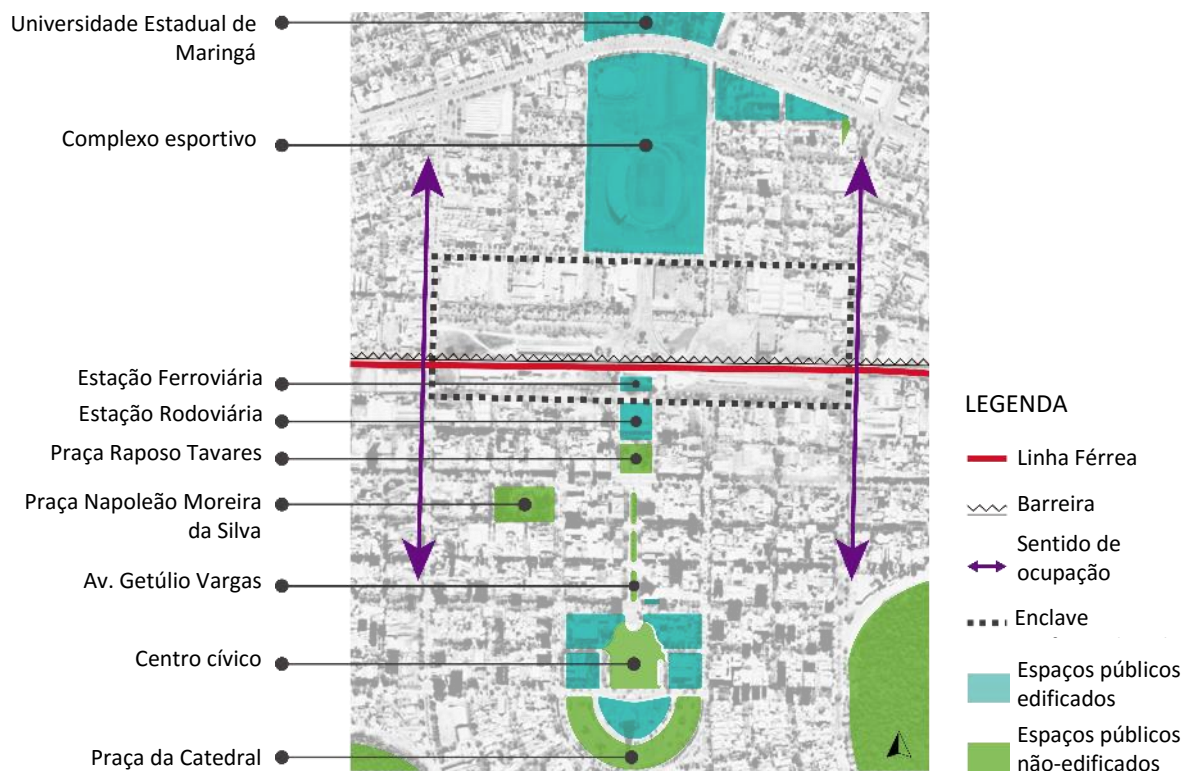 Universidade Estadual de
Maringá
Complexo esportivo
Estação Ferroviária
Estação Rodoviária
Praça Raposo Tavares
Praça Napoleão Moreira
da Silva
Av. Getúlio Vargas
Centro cívico
Praça da Catedral
LEGENDA
Linha Férrea
Barreira
Sentido de
ocupação
Enclave
Espaços públicos
edificados
Espaços públicos
não-edificados